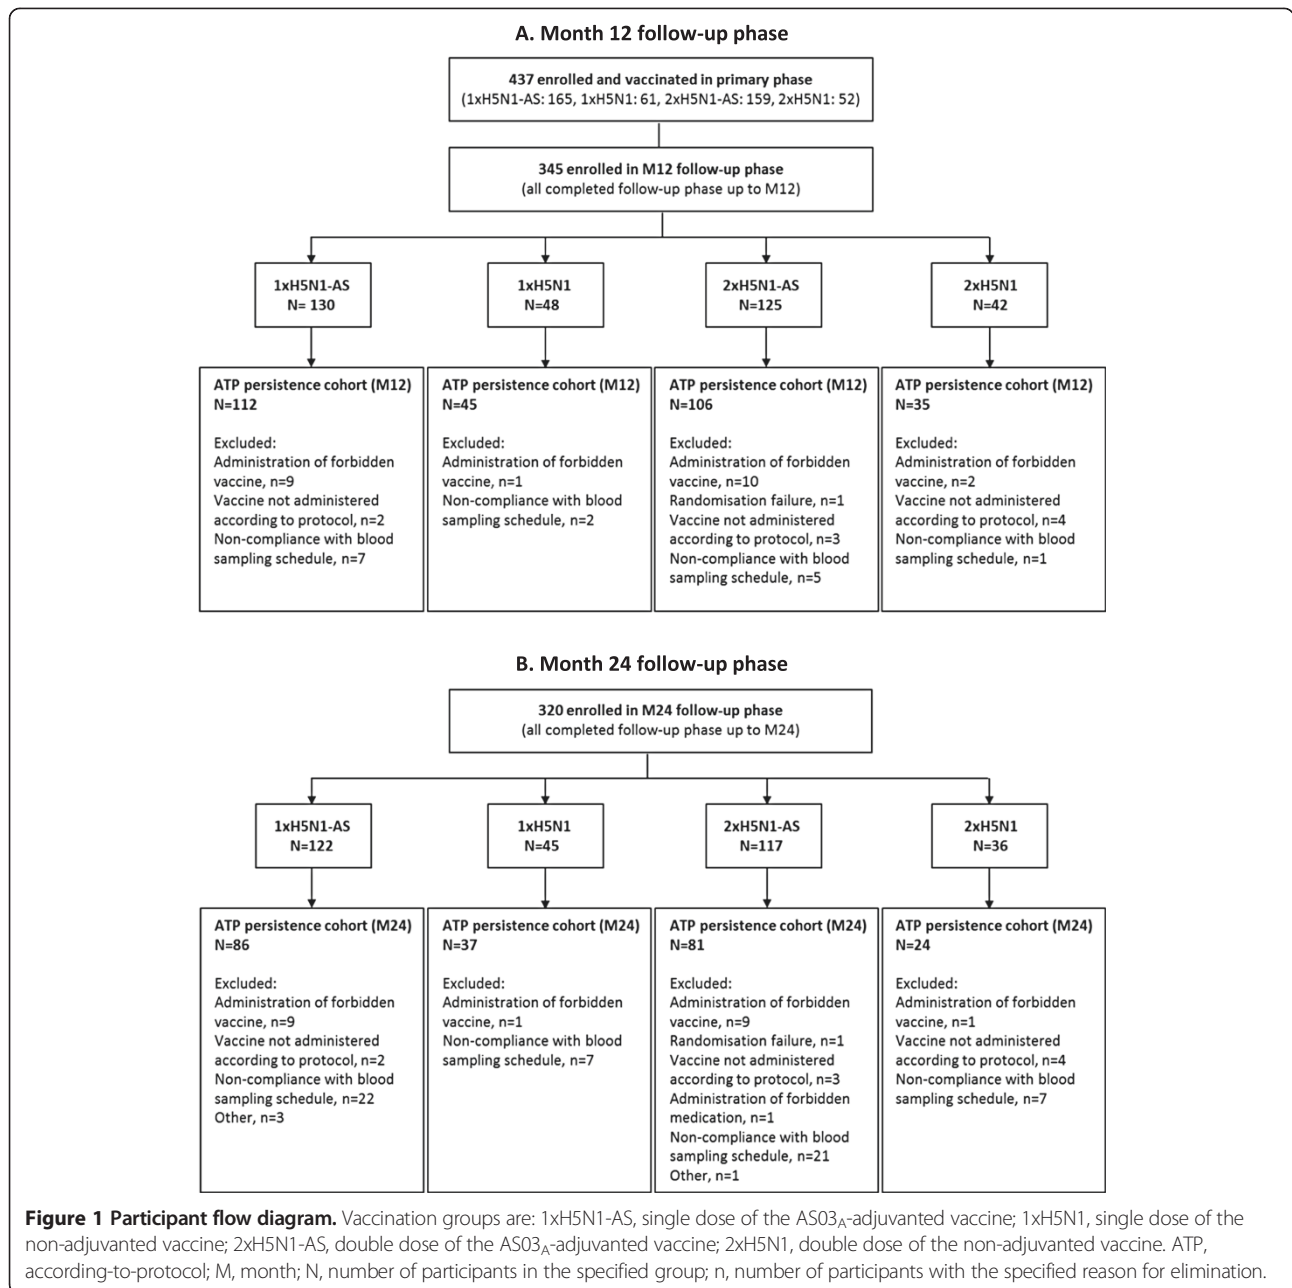 A. Month 12 follow-up phase
437 enrolled and vaccinated in primary phase
(1xH5N1-AS: 165, 1xH5N1: 61, 2xH5N1-AS: 159, 2xH5N1: 52)
345 enrolled in M12 follow-up phase
(all completed follow-up phase up to M12)
1xH5N1-AS
N= 130
1xH5N1
N=48
2xH5N1-AS
N=125
2xH5N1
N=42
ATP persistence cohort (M12)
N=112
Excluded:
Administration of forbidden
vaccine, n=9
Vaccine not administered
according to protocol, n=2
Non-compliance with blood
sampling schedule, n=7
ATP persistence cohort (M12)
N=45
Excluded:
Administration of forbidden
vaccine, n=1
Non-compliance with blood
sampling schedule, n=2
ATP persistence cohort (M12)
N=106
Excluded:
Administration of forbidden
vaccine, n=10
Randomisation failure, n=1
Vaccine not administered
according to protocol, n=3
Non-compliance with blood
sampling schedule, n=5
ATP persistence cohort (M12)
N=35
Excluded:
Administration of forbidden
vaccine, n=2
Vaccine not administered
according to protocol, n=4
Non-compliance with blood
sampling schedule, n=1
B. Month 24 follow-up phase
320 enrolled in M24 follow-up phase
(all completed follow-up phase up to M24)
1xH5N1-AS
N=122
1xH5N1
N=45
2xH5N1-AS
N=117
2xH5N1
N=36
ATP persistence cohort (M24)
N=86
Excluded:
Administration of forbidden
vaccine, n=9
Vaccine not administered
according to protocol, n=2
Non-compliance with blood
sampling schedule, n=22
Other, n=3
ATP persistence cohort (M24)
N=37
Excluded:
Administration of forbidden
vaccine, n=1
Non-compliance with blood
sampling schedule, n=7
ATP persistence cohort (M24)
N=81
Excluded:
Administration of forbidden
vaccine, n=9
Randomisation failure, n=1
Vaccine not administered
according to protocol, n=3
Administration of forbidden
medication, n=1
Non-compliance with blood
sampling schedule, n=21
Other, n=1
ATP persistence cohort (M24)
N=24
Excluded:
Administration of forbidden
vaccine, n=1
Vaccine not administered
according to protocol, n=4
Non-compliance with blood
sampling schedule, n=7
Figure 1 Participant flow diagram. Vaccination groups are: 1xH5N1-AS, single dose of the AS03A-adjuvanted vaccine; 1xH5N1, single dose of the
non-adjuvanted vaccine; 2xH5N1-AS, double dose of the AS03A-adjuvanted vaccine; 2xH5N1, double dose of the non-adjuvanted vaccine. ATP,
according-to-protocol; M, month; N, number of participants in the specified group; n, number of participants with the specified reason for elimination.